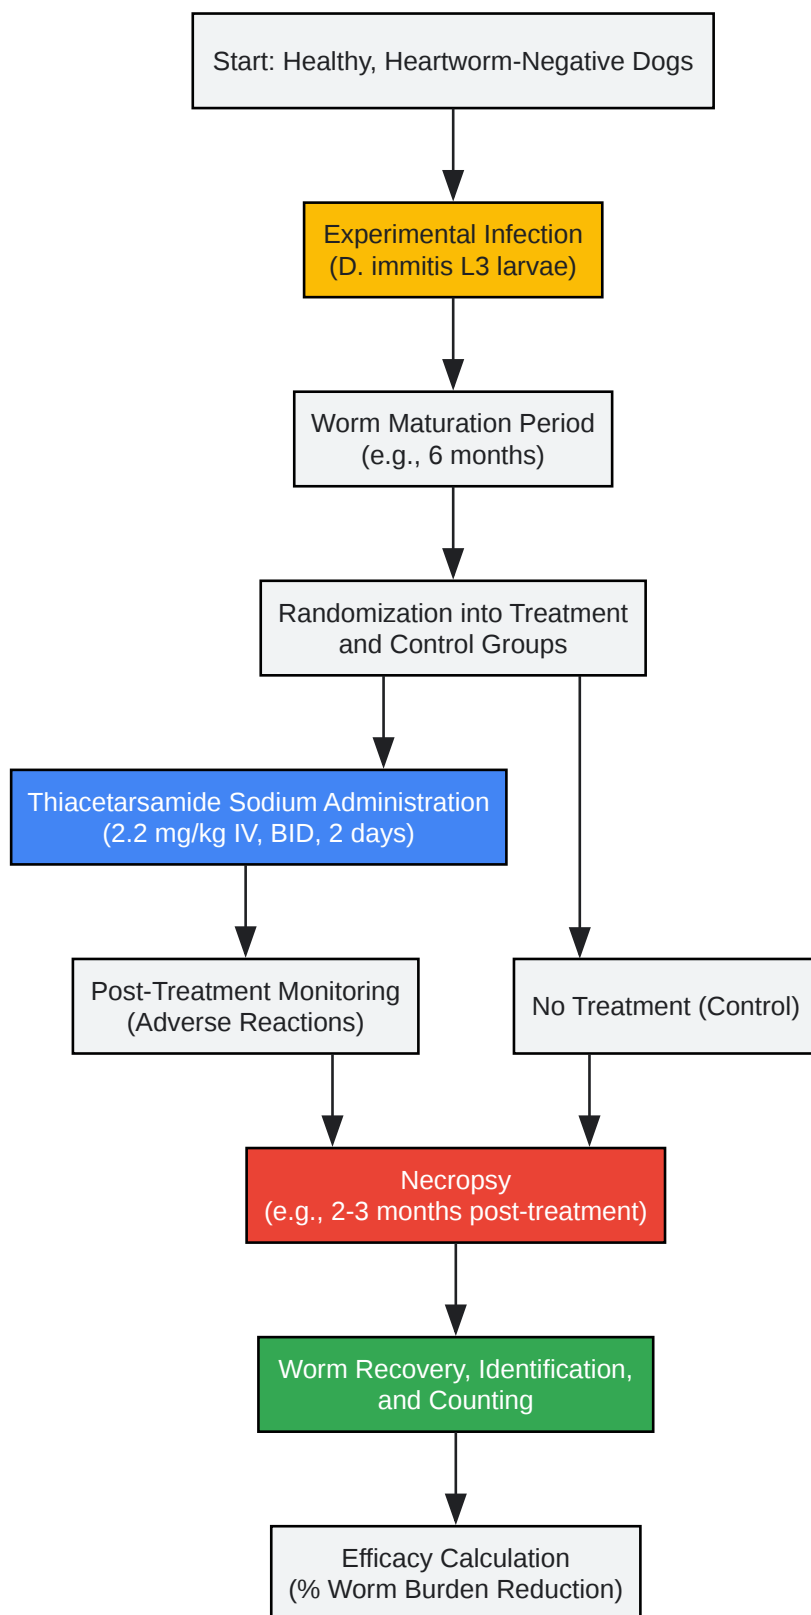 Start: Healthy, Heartworm-Negative Dogs
Experimental Infection
(D. immitis L3 larvae)
Worm Maturation Period
(e.g., 6 months)
Randomization into Treatment
and Control Groups
Thiacetarsamide Sodium Administration
(2.2 mg/kg IV, BID, 2 days)
Post-Treatment Monitoring
(Adverse Reactions)
No Treatment (Control)
Necropsy
(e.g., 2-3 months post-treatment)
Worm Recovery, Identification,
and Counting
Efficacy Calculation
(% Worm Burden Reduction)